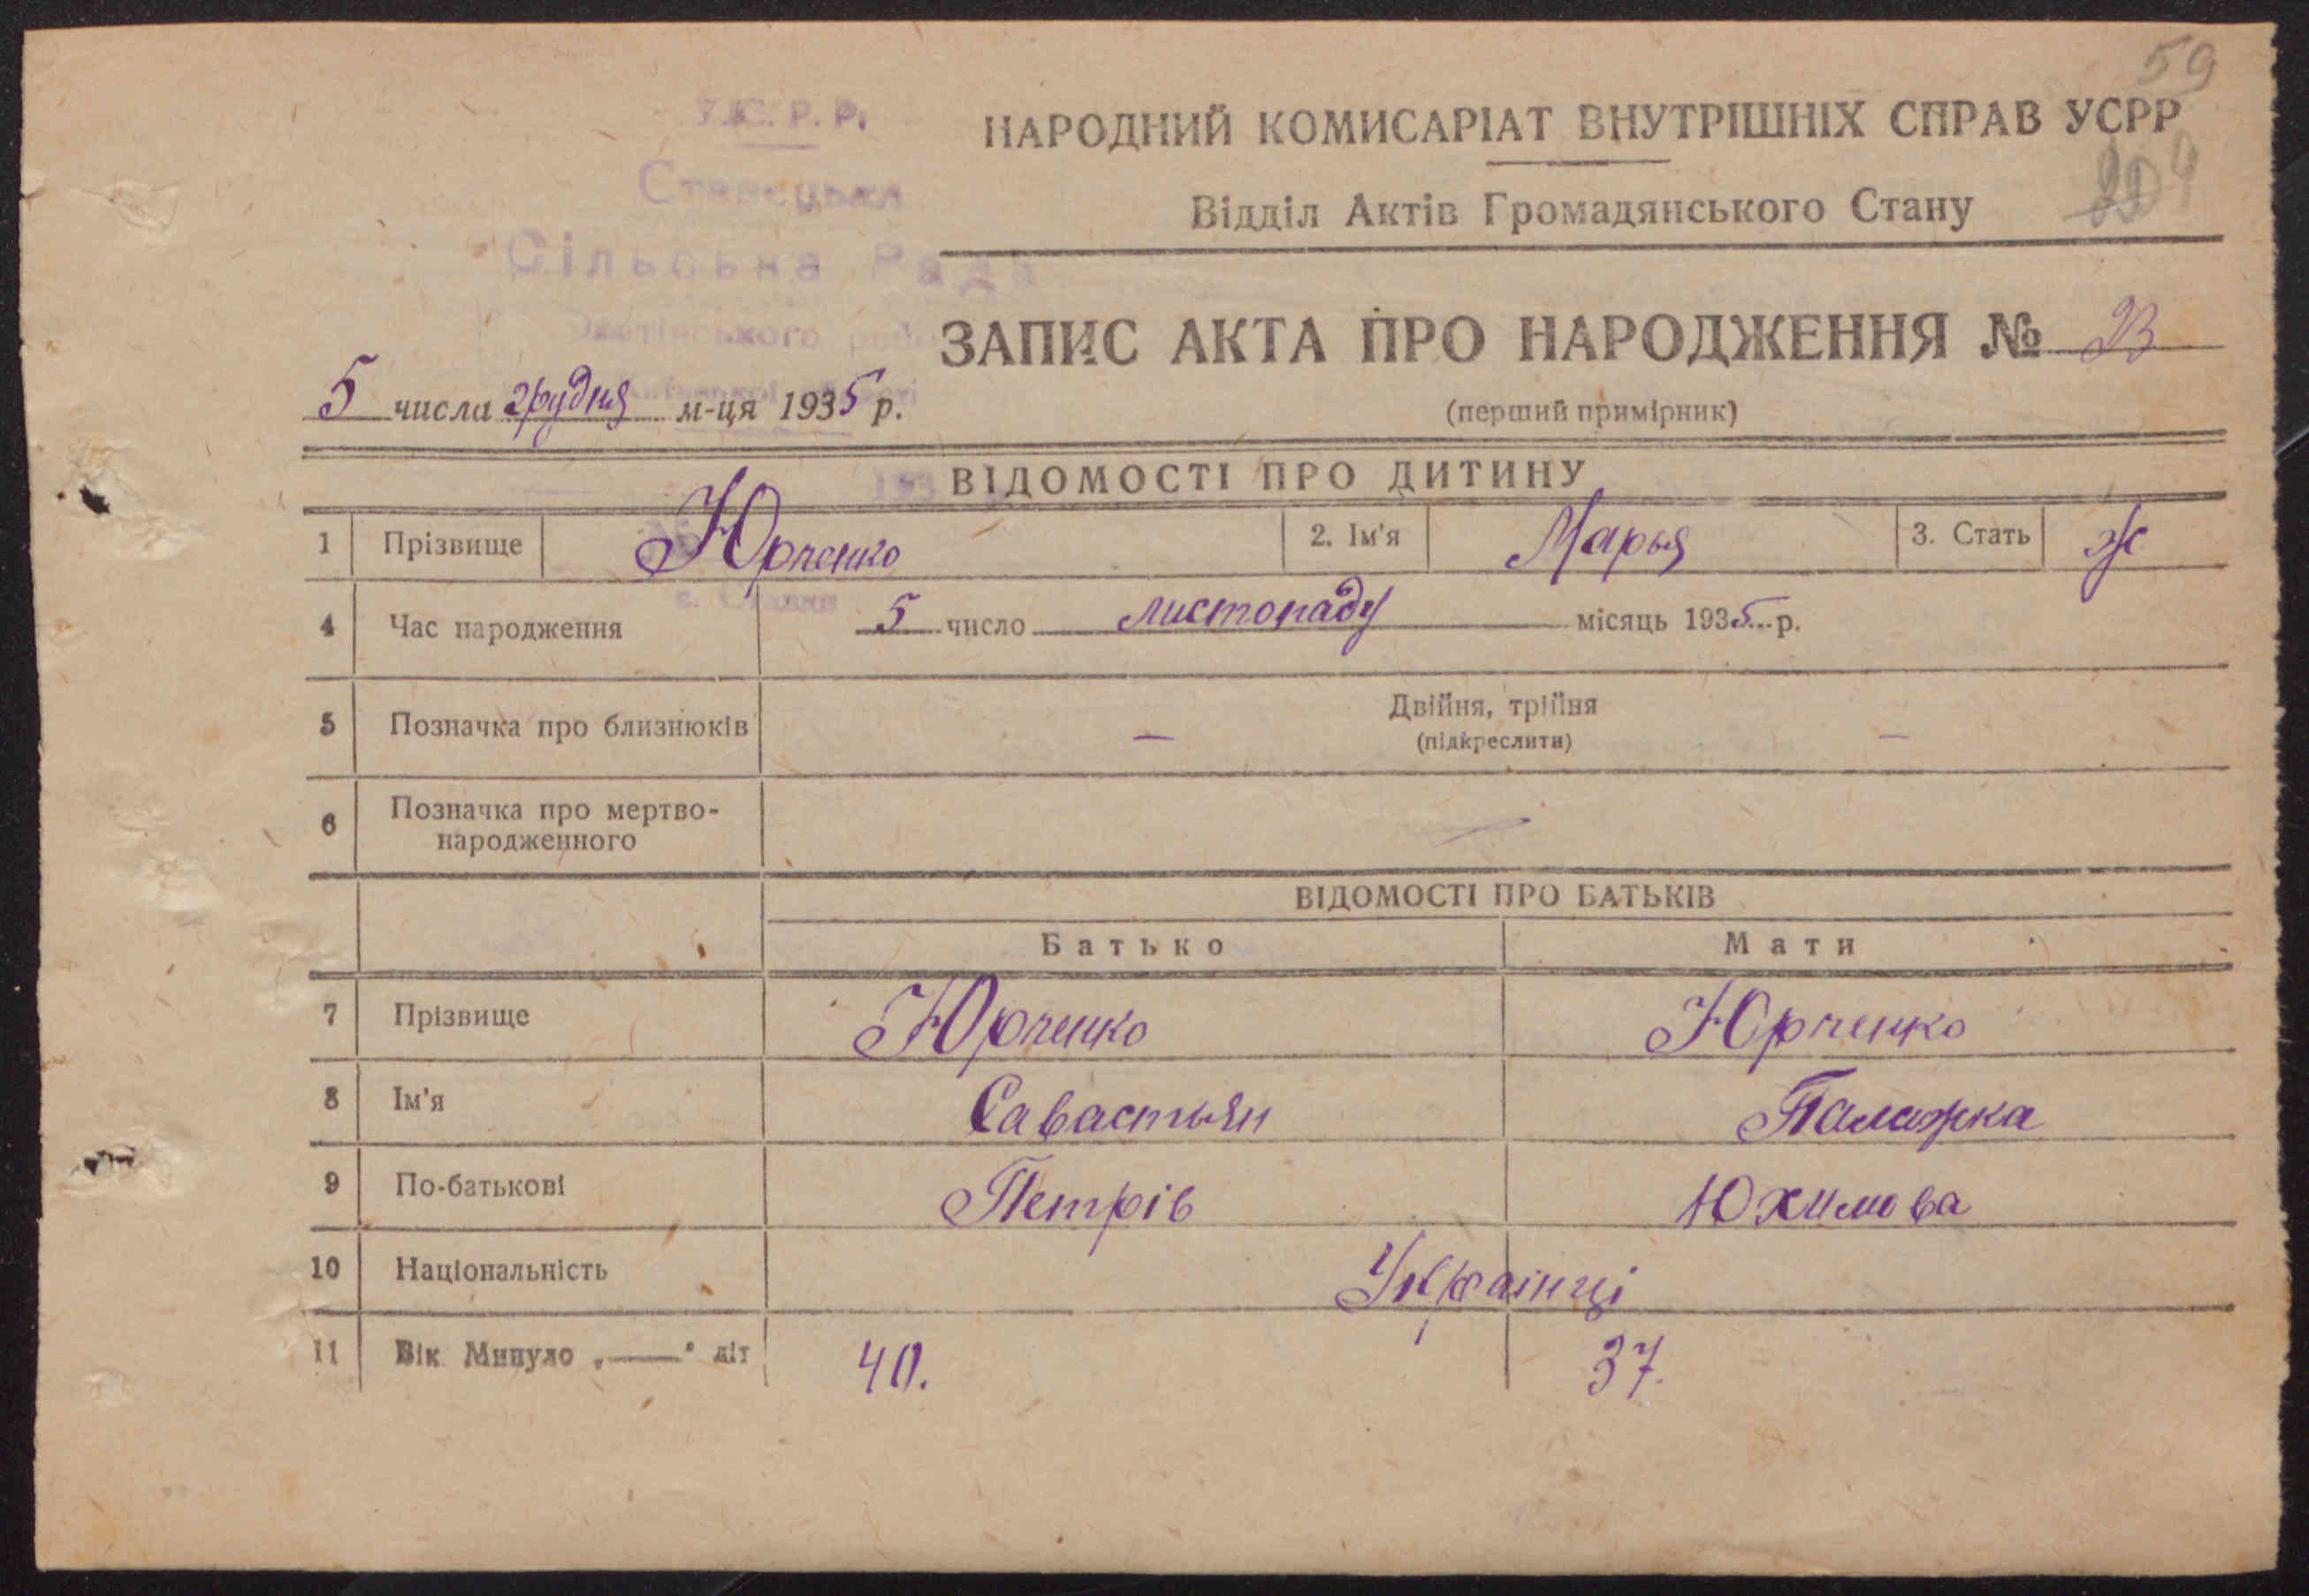 59
У.С.Р.Р.
НАРОДНИЙ КОМИСАРІАТ ВНУТРІШНІХ СПРАВ УСРР
Відділ Актів Громадянського Стану
Сільська Рада
ЗАПИС АКТА ПРО НАРОДЖЕННЯ № 23
5 числа грудня м-ця 1935 р.
(перший примірник)
ВІДОМОСТІ ПРО ДИТИНУ
1 Прізвище Юрченко 2. Ім'я Марья 3. Стать ж
4 Час народження 5 число листопаду місяць 1935 р.
5 Позначка про близнюків — Двійня, трійня —
(підкреслити)
6 Позначка про мертво-
народженного —
ВІДОМОСТІ ПРО БАТЬКІВ
Батько Мати
7 Прізвище Юрченко Юрченко
8 Ім'я Савастьян Палажка
9 По-батькові Петрів Юхимова
10 Національність Українці
11 Вік Минуло „——" літ 40. 37.